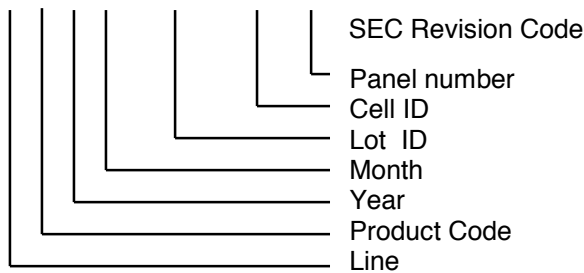 SEC Revision Code
Panel number
Cell ID
Lot ID
Month
Year
Product Code
Line